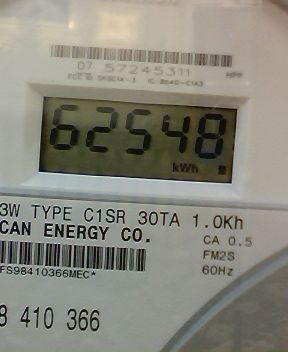 07 57245311 HPP
62548
kWh
3W TYPE C1SR 30TA 1.0Kh
CAN ENERGY CO. CA 0.5
FM2S
FS98410366MEC* 60Hz
8 410 366